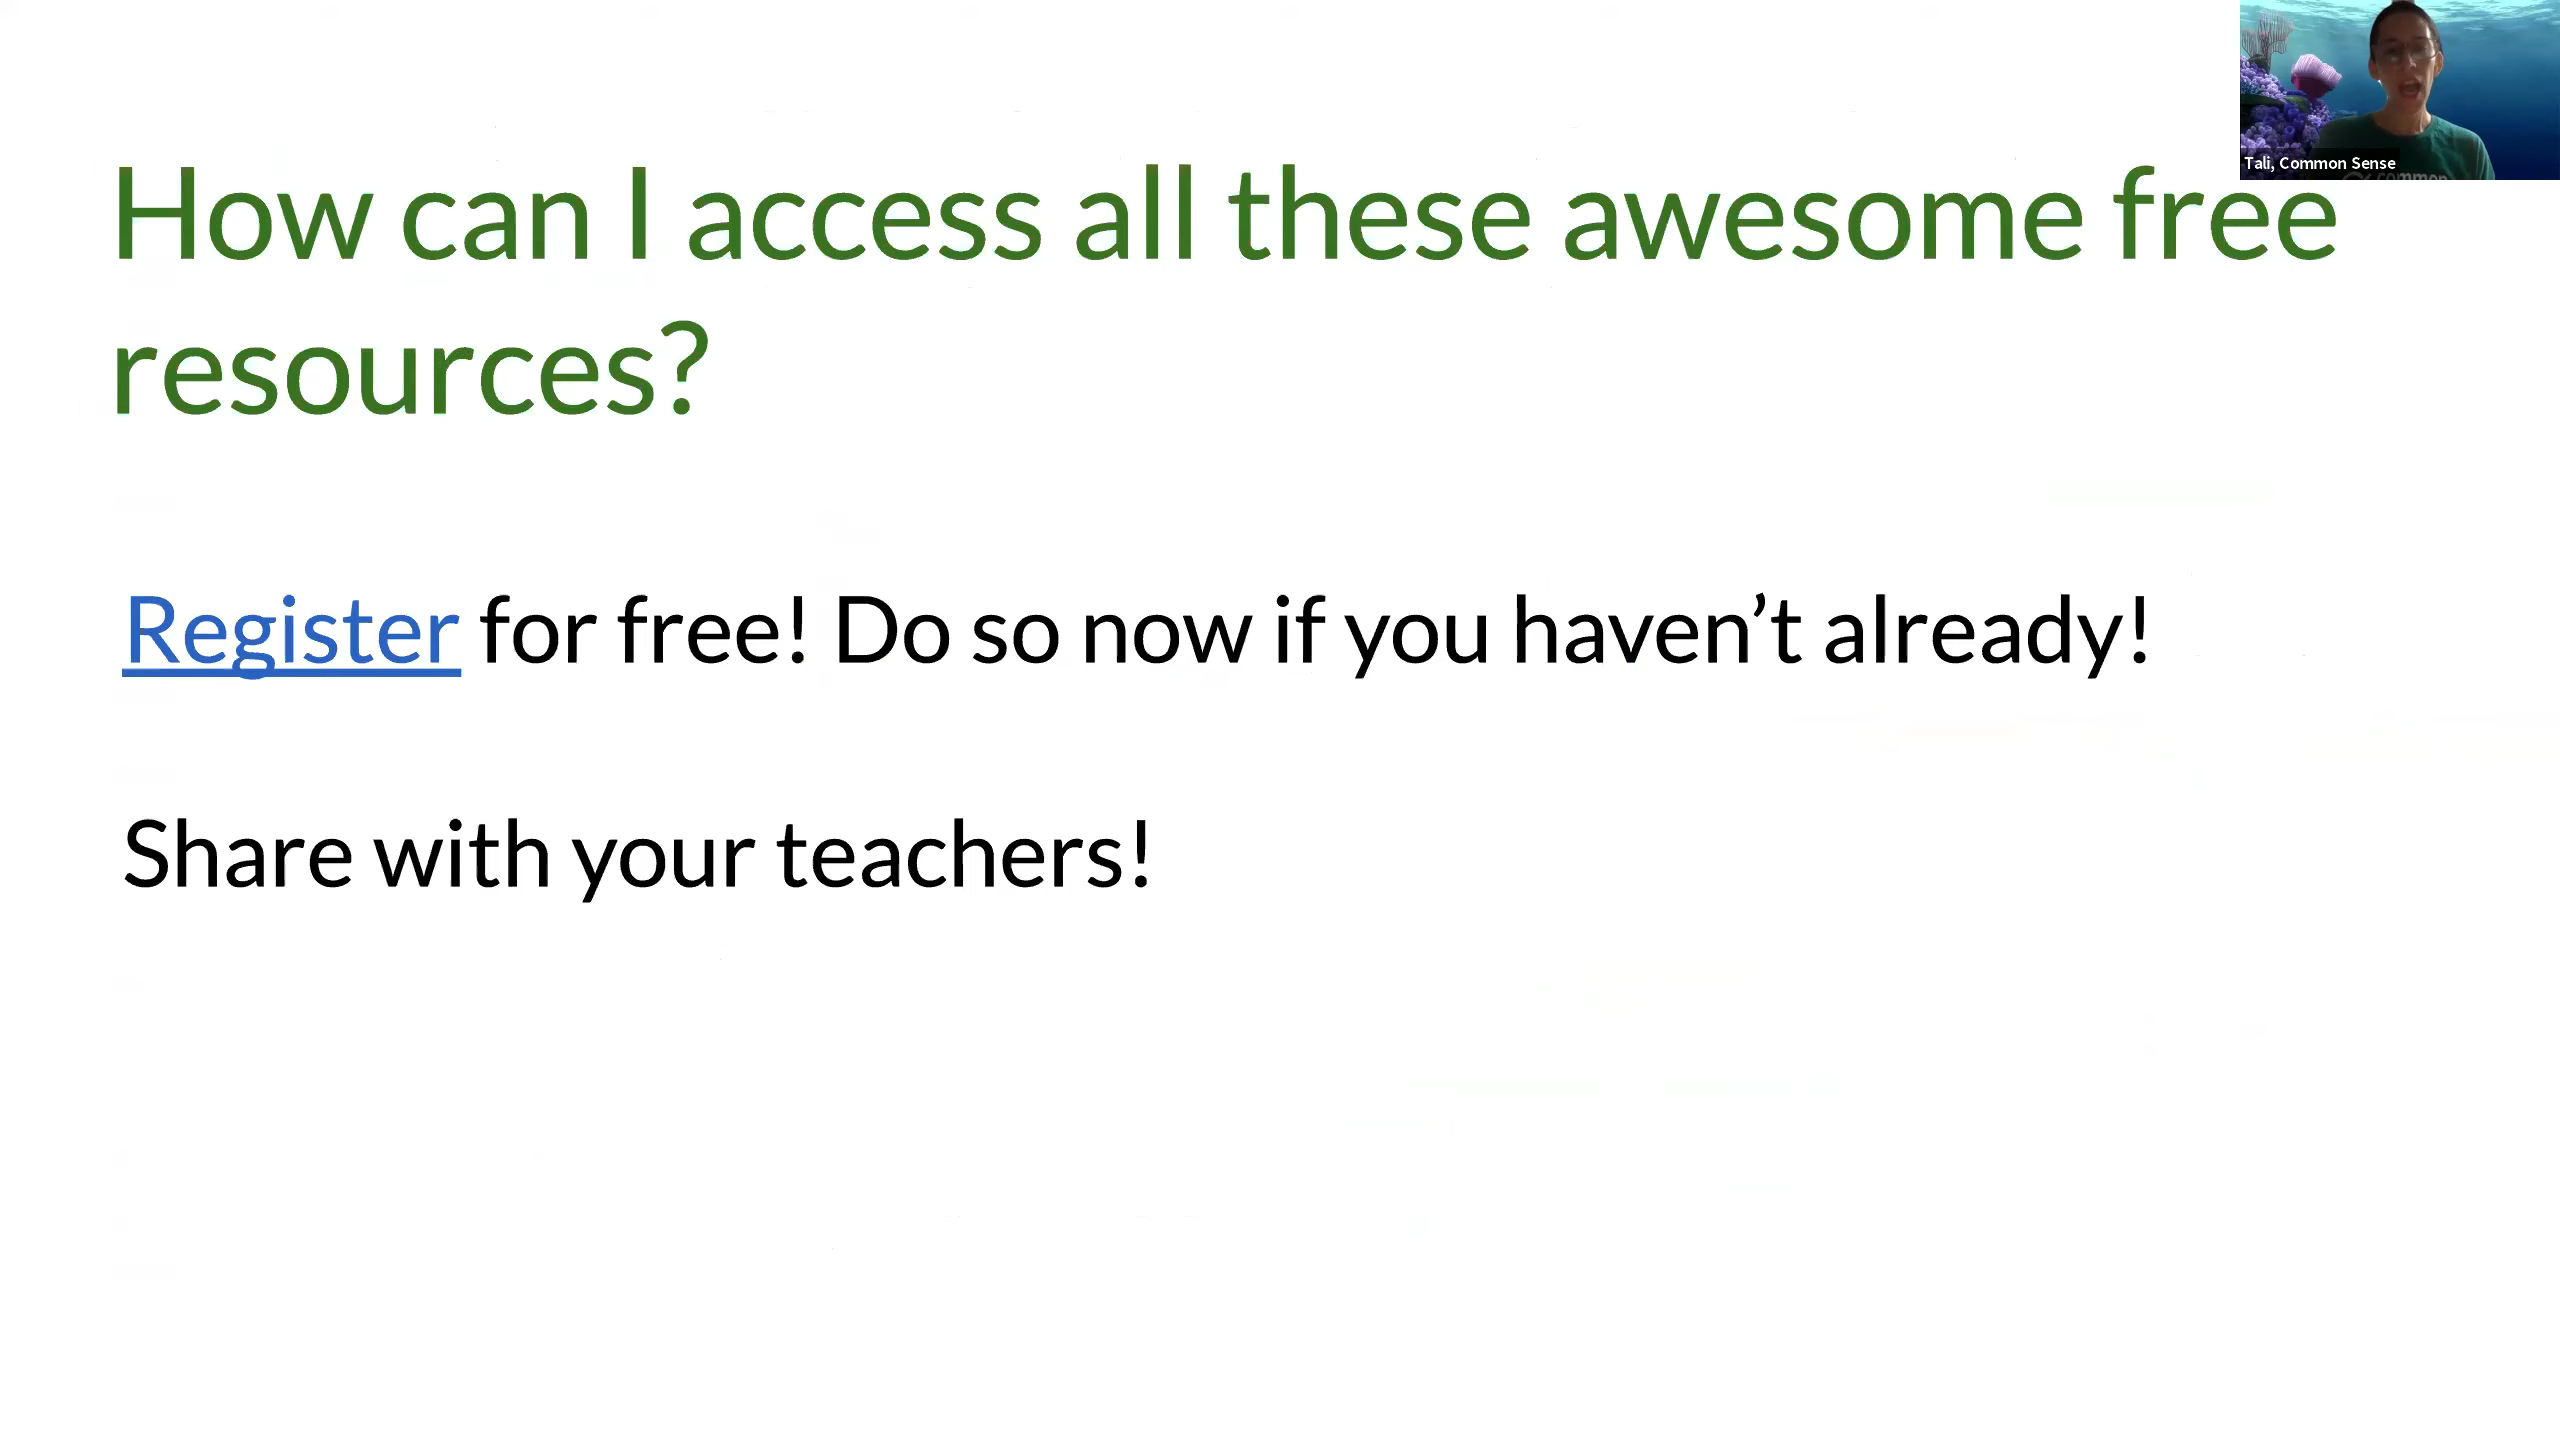 Tali, Common Sense
common
How can I access all these awesome free
resources?
Register for free! Do so now if you haven’t already!
Share with your teachers!